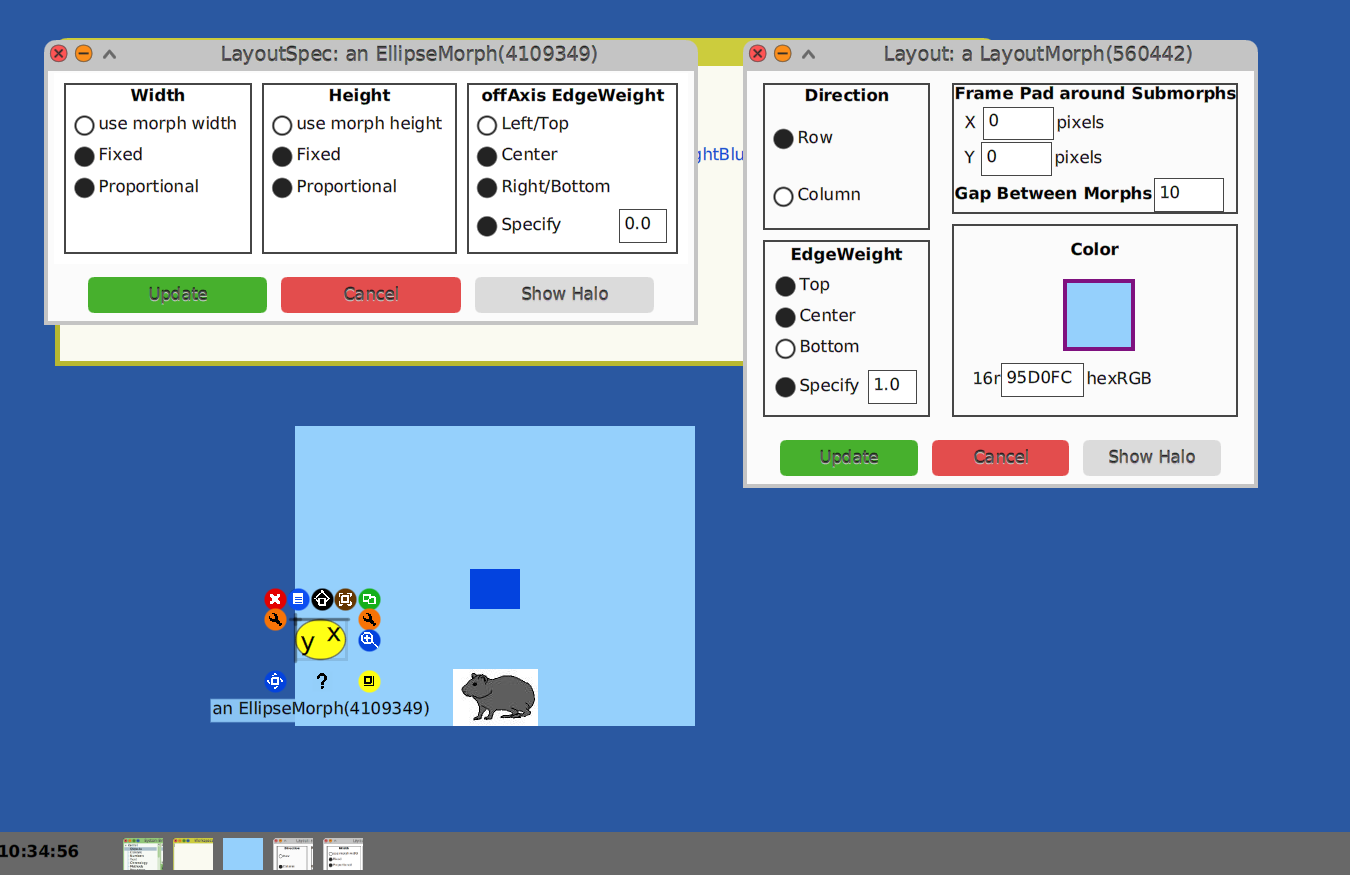 LayoutSpec: an EllipseMorph(4109349)
Width
use morph width
Fixed
Proportional
Height
use morph height
Fixed
Proportional
offAxis EdgeWeight
Left/Top
Center
Right/Bottom
Specify 0.0
Update Cancel Show Halo
ghtBlu
Layout: a LayoutMorph(560442)
Direction
Row
Column
Frame Pad around Submorphs
X 0 pixels
Y 0 pixels
Gap Between Morphs 10
EdgeWeight
Top
Center
Bottom
Specify 1.0
Color
16r 95D0FC hexRGB
Update Cancel Show Halo
y x
?
an EllipseMorph(4109349)
10:34:56